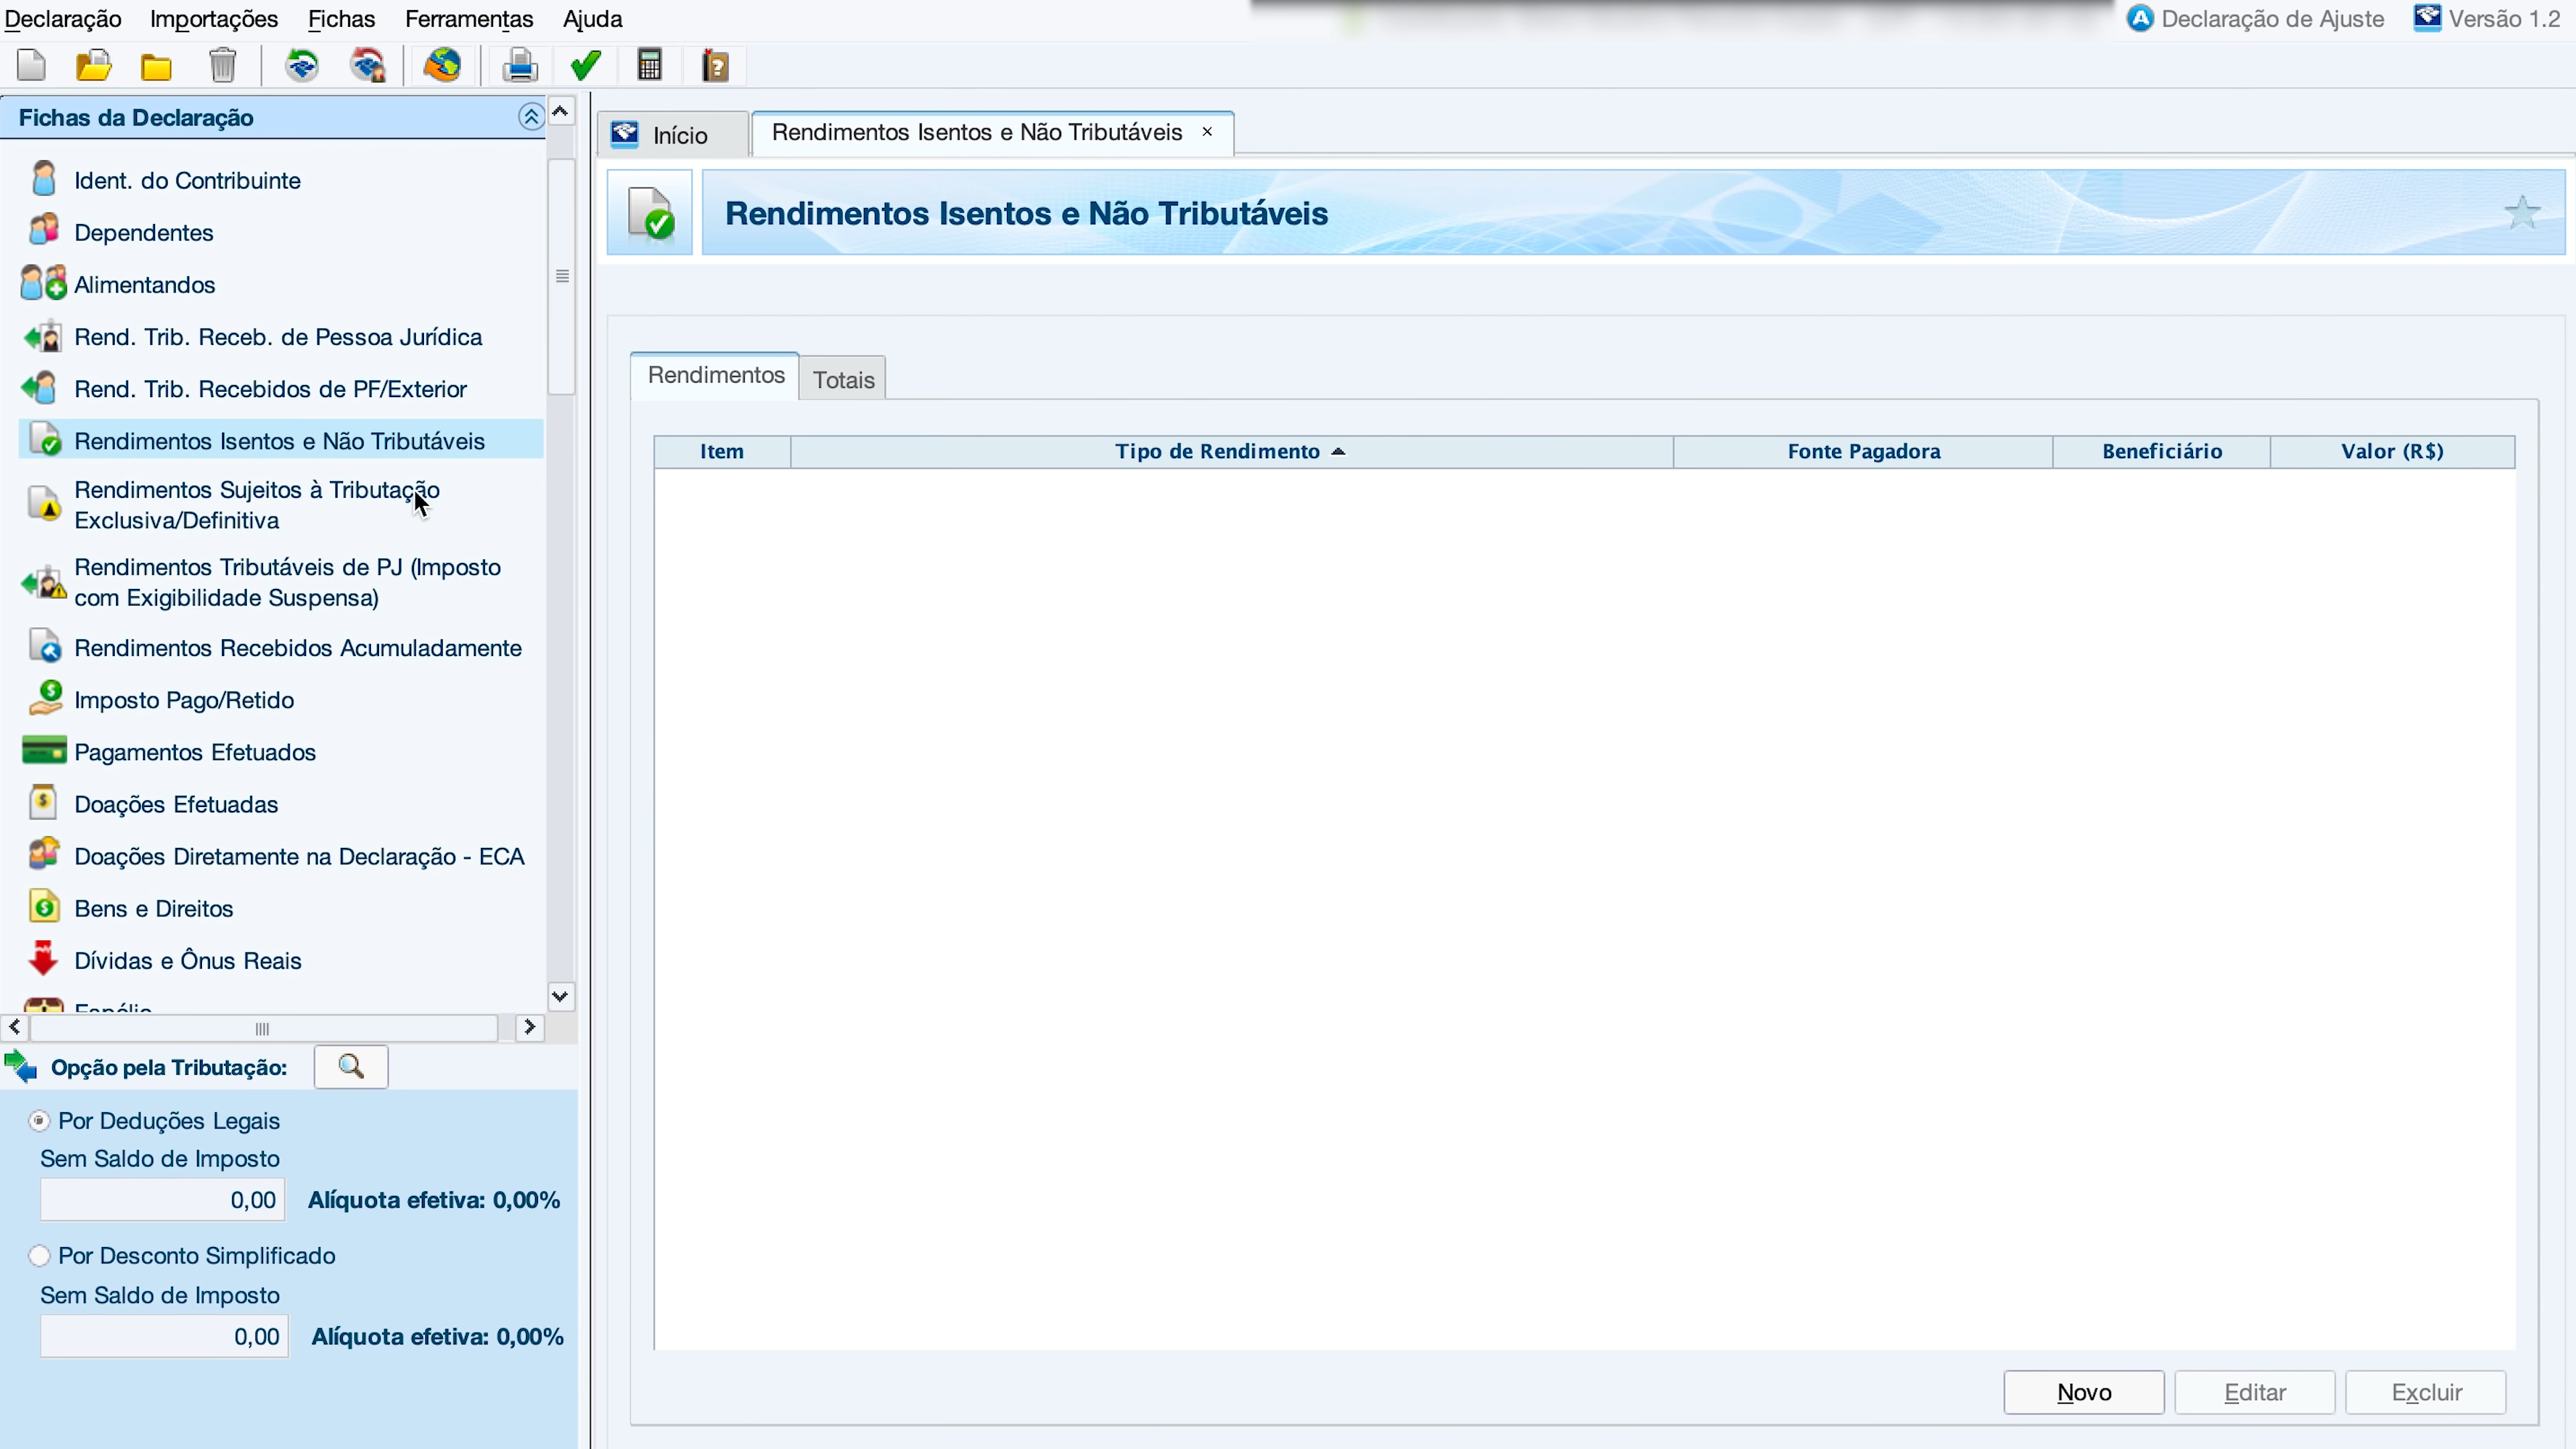 Declaração Importações Fichas Ferramentas Ajuda
Declaração de Ajuste Versão 1.2
Fichas da Declaração
Ident. do Contribuinte
Dependentes
Alimentandos
Rend. Trib. Receb. de Pessoa Jurídica
Rend. Trib. Recebidos de PF/Exterior
Rendimentos Isentos e Não Tributáveis
Rendimentos Sujeitos à Tributação
Exclusiva/Definitiva
Rendimentos Tributáveis de PJ (Imposto
com Exigibilidade Suspensa)
Rendimentos Recebidos Acumuladamente
Imposto Pago/Retido
Pagamentos Efetuados
Doações Efetuadas
Doações Diretamente na Declaração - ECA
Bens e Direitos
Dívidas e Ônus Reais
Espólio
Opção pela Tributação:
Por Deduções Legais
Sem Saldo de Imposto
0,00 Alíquota efetiva: 0,00%
Por Desconto Simplificado
Sem Saldo de Imposto
0,00 Alíquota efetiva: 0,00%
Início Rendimentos Isentos e Não Tributáveis ×
Rendimentos Isentos e Não Tributáveis
Rendimentos Totais
Item Tipo de Rendimento Fonte Pagadora Beneficiário Valor (R$)
Novo Editar Excluir